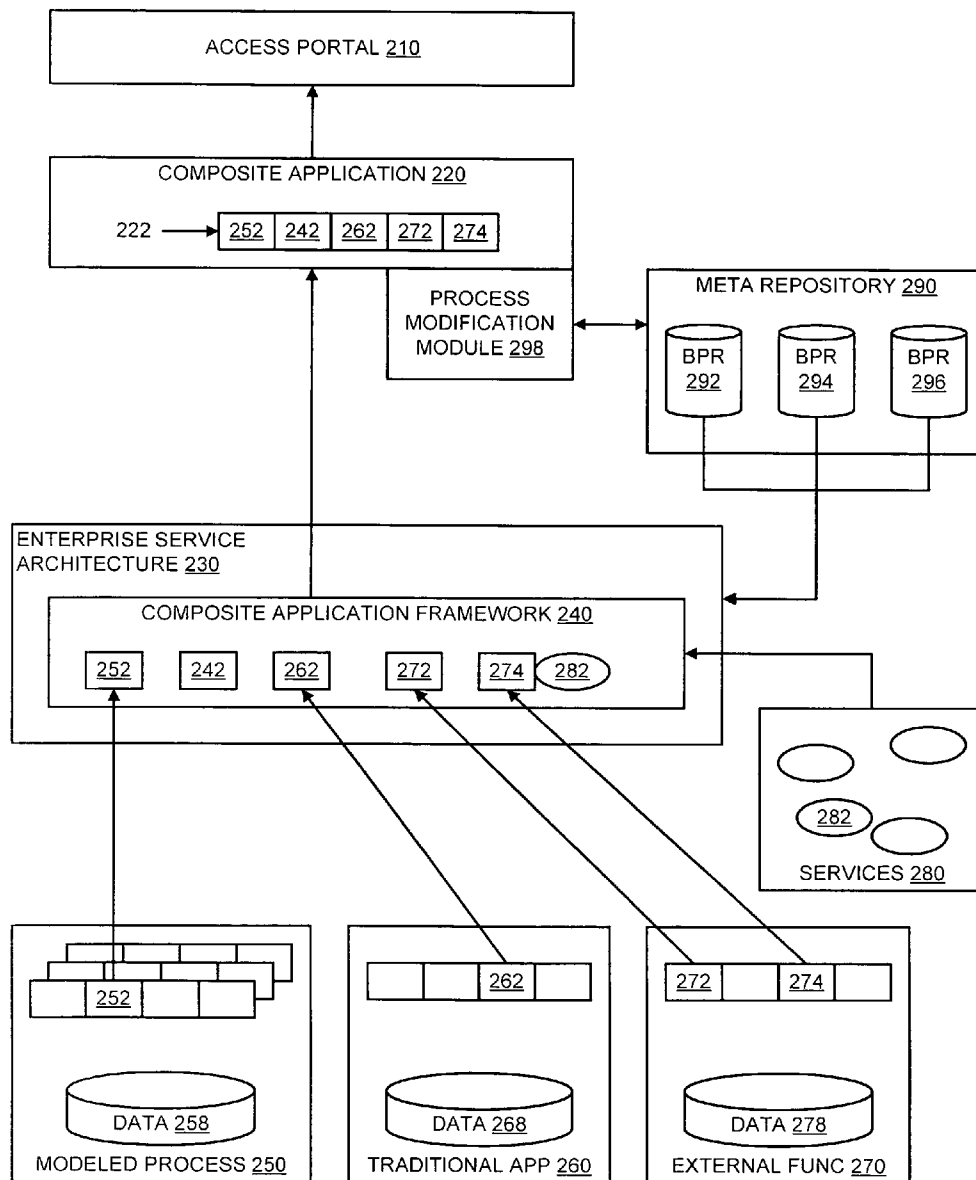 ACCESS PORTAL 210
COMPOSITE APPLICATION 220
222
252 242 262 272 274
PROCESS
MODIFICATION
MODULE 298
META REPOSITORY 290
BPR
292
BPR
294
BPR
296
ENTERPRISE SERVICE
ARCHITECTURE 230
COMPOSITE APPLICATION FRAMEWORK 240
252 242 262 272 274 282
282
SERVICES 280
252
DATA 258
MODELED PROCESS 250
262
DATA 268
TRADITIONAL APP 260
272 274
DATA 278
EXTERNAL FUNC 270